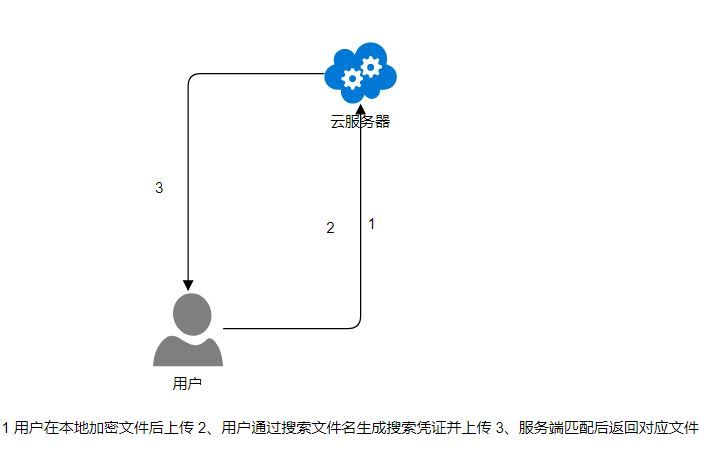 云服务器
3
2
1
用户
1 用户在本地加密文件后上传 2、用户通过搜索文件名生成搜索凭证并上传 3、服务端匹配后返回对应文件